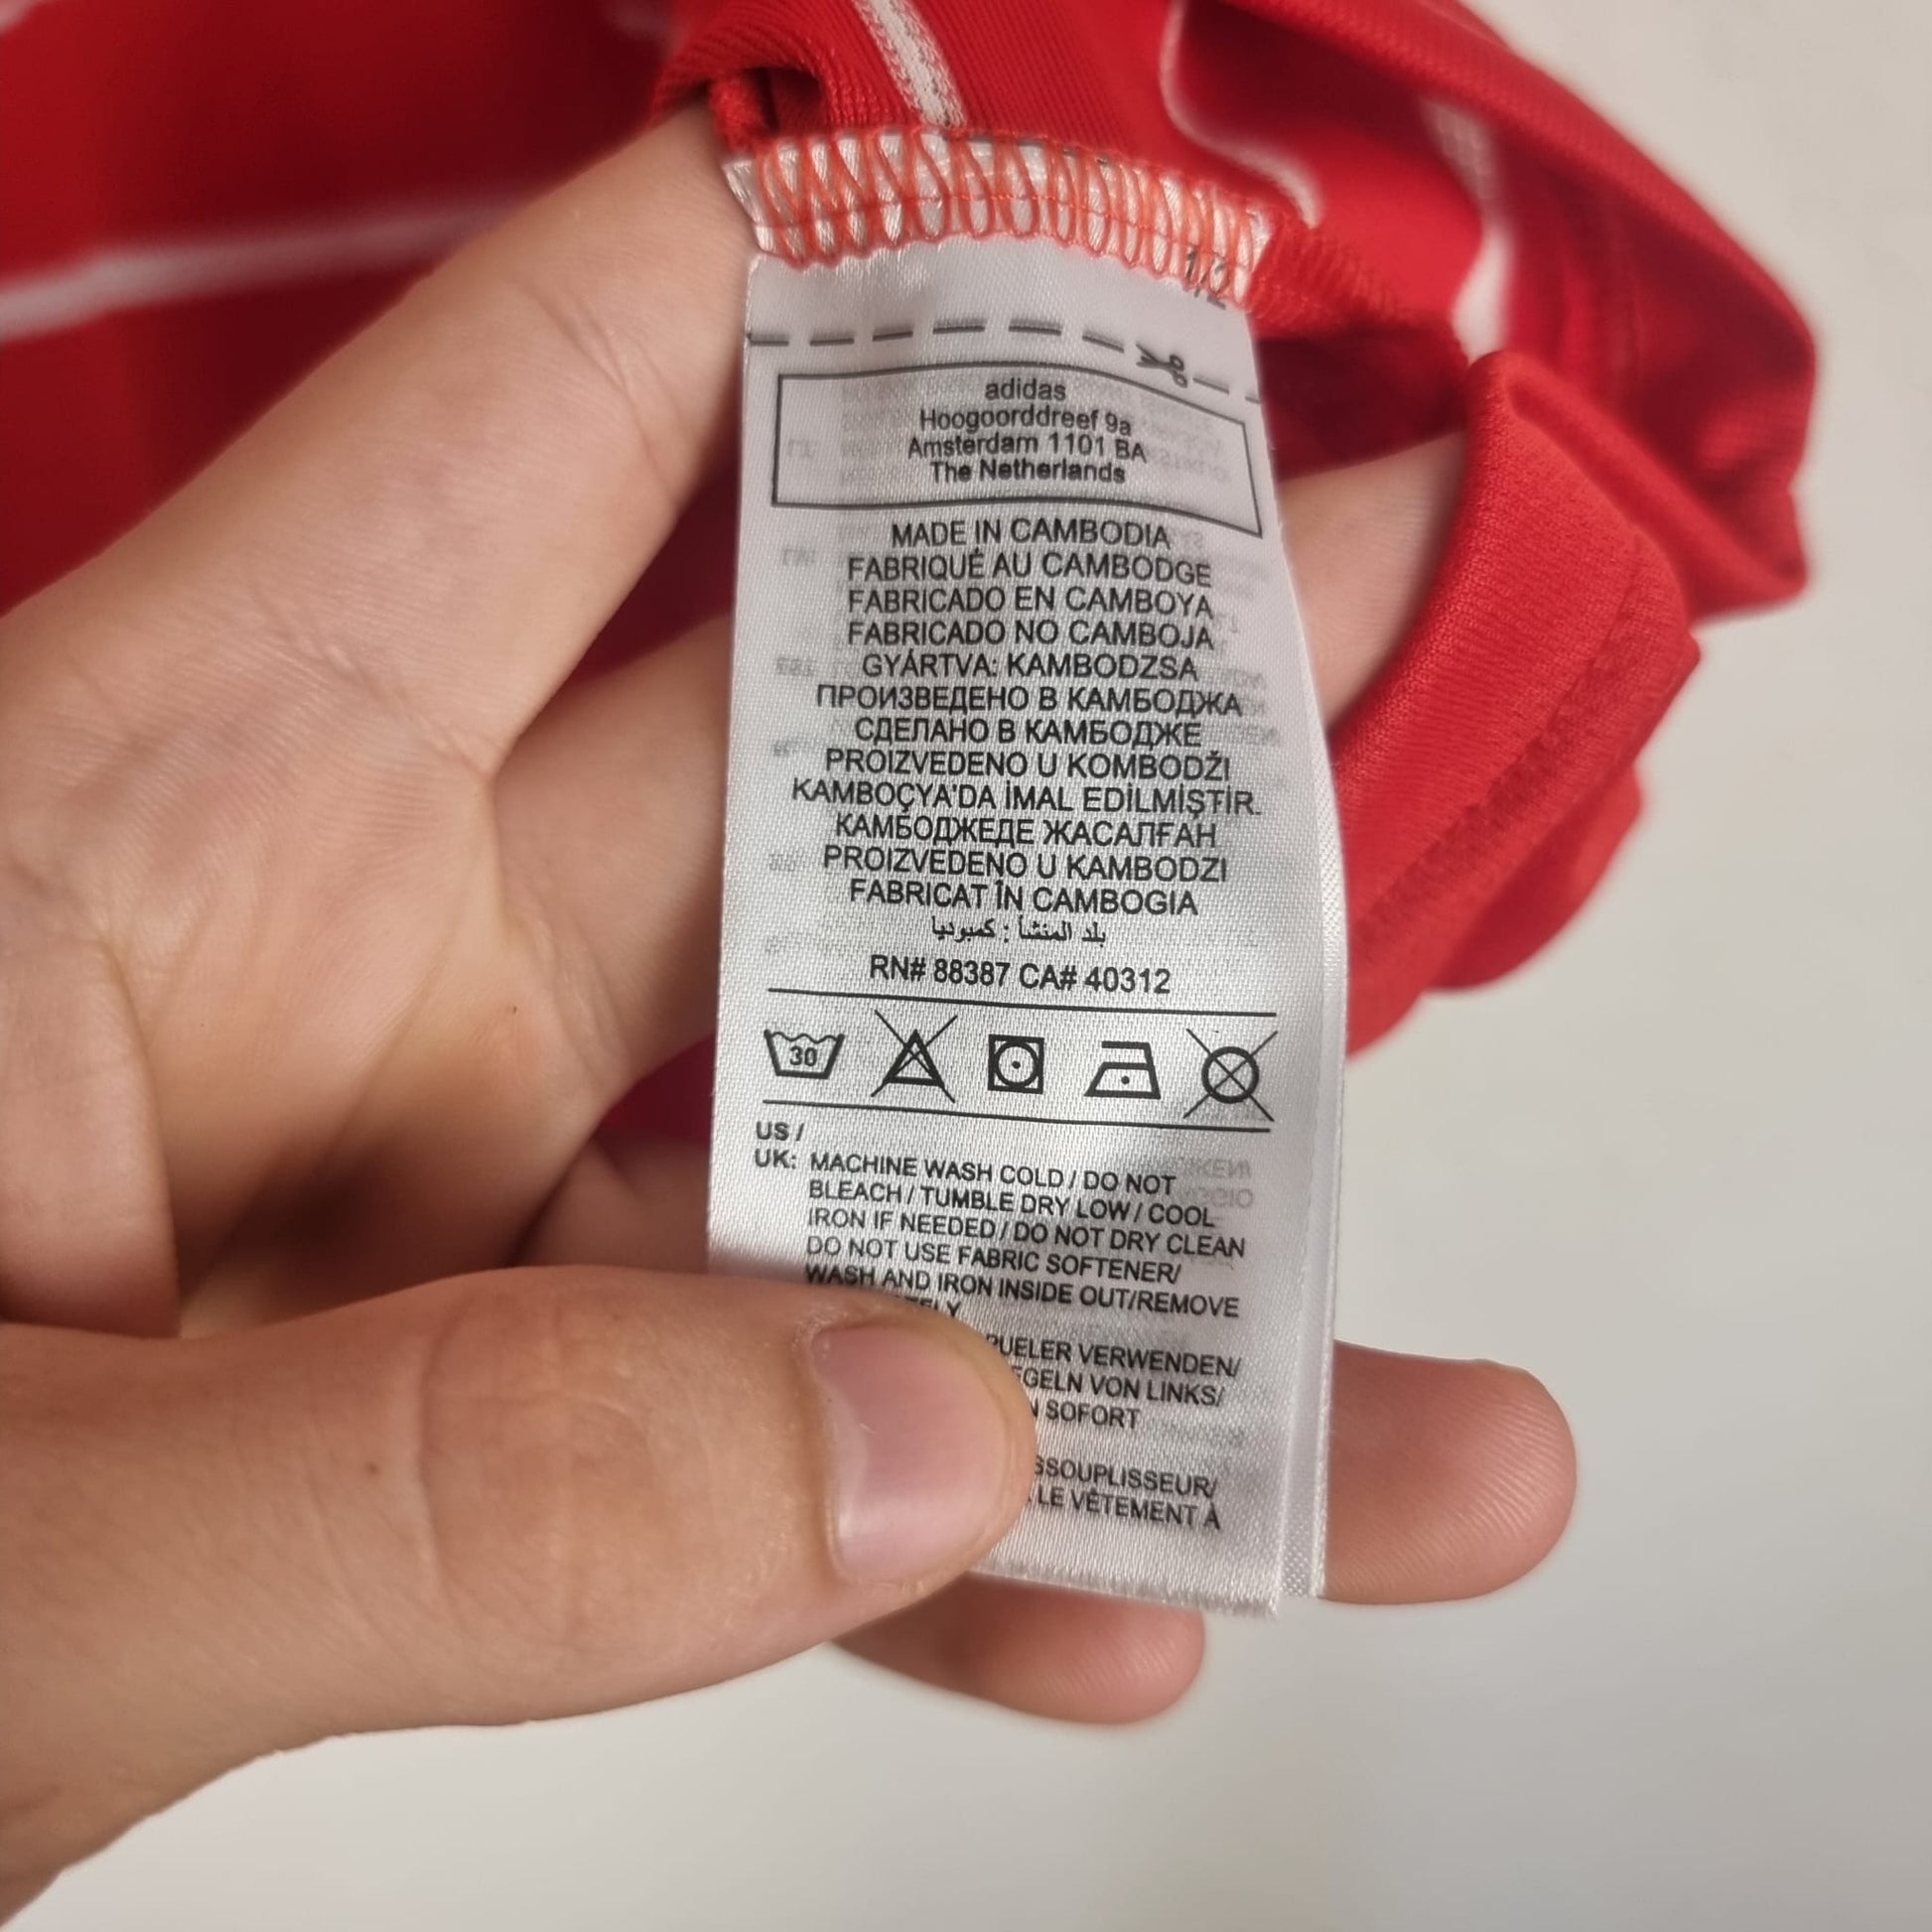 1/2
adidas
Hoogoorddreef 9a
Amsterdam 1101 BA
The Netherlands
MADE IN CAMBODIA
FABRIQUÉ AU CAMBODGE
FABRICADO EN CAMBOYA
FABRICADO NO CAMBOJA
GYÁRTVA: KAMBODZSA
ПРОИЗВЕДЕНО В КАМБОДЖА
СДЕЛАНО В КАМБОДЖЕ
PROIZVEDENO U KOMBODŽI
KAMBOÇYA'DA İMAL EDİLMİŞTİR.
КАМБОДЖЕДЕ ЖАСАЛҒАН
PROIZVEDENO U KAMBODZI
FABRICAT ÎN CAMBOGIA
بلد المنشأ : كمبوديا
RN# 88387 CA# 40312
30
US /
UK: MACHINE WASH COLD / DO NOT
BLEACH / TUMBLE DRY LOW / COOL
IRON IF NEEDED / DO NOT DRY CLEAN
DO NOT USE FABRIC SOFTENER/
WASH AND IRON INSIDE OUT/REMOVE
VERWENDEN/
VON LINKS/
SOFORT
LE VÊTEMENT À